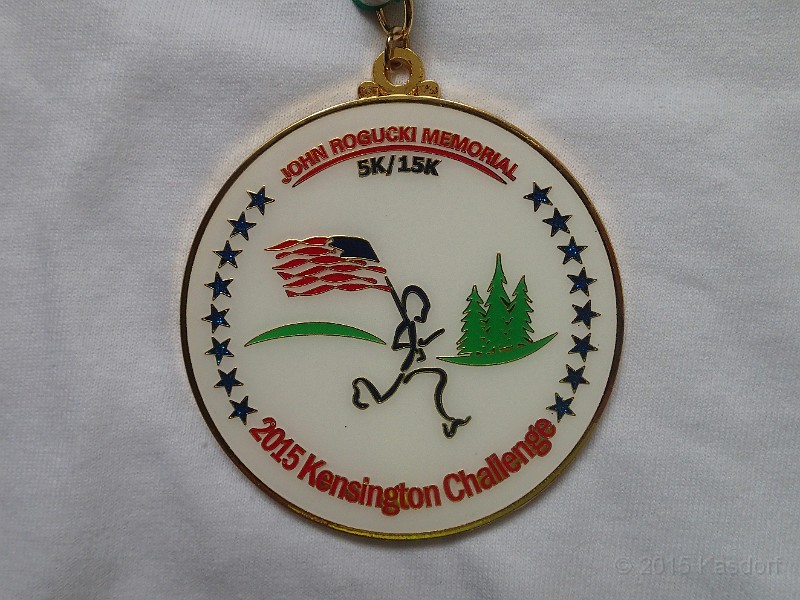 JOHN ROGUCKI MEMORIAL
5K/15K
2015 Kensington Challenge
© 2015 Kasdorf